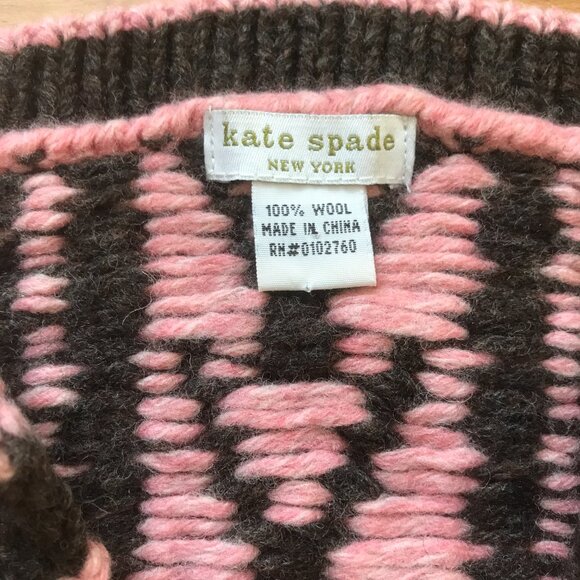 kate spade
NEW YORK
100% WOOL
MADE IN CHINA
RN#0102760